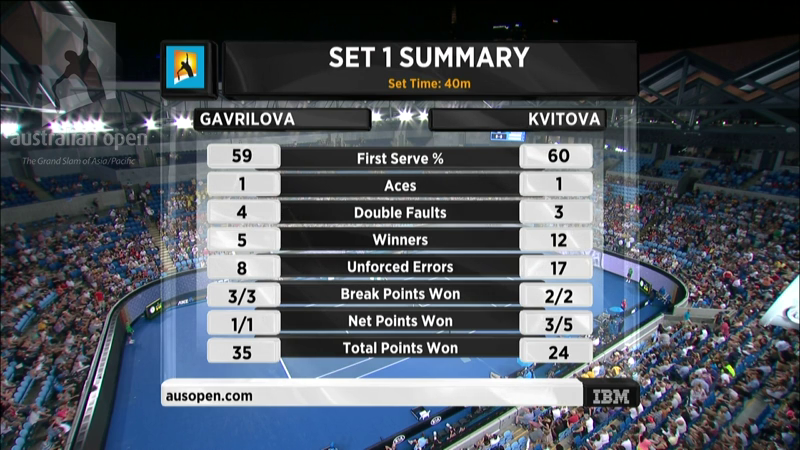 SET 1 SUMMARY
Set Time: 40m
GAVRILOVA KVITOVA
59 First Serve % 60
1 Aces 1
4 Double Faults 3
5 Winners 12
8 Unforced Errors 17
3/3 Break Points Won 2/2
1/1 Net Points Won 3/5
35 Total Points Won 24
ausopen.com IBM
australian open
The Grand Slam of Asia/Pacific